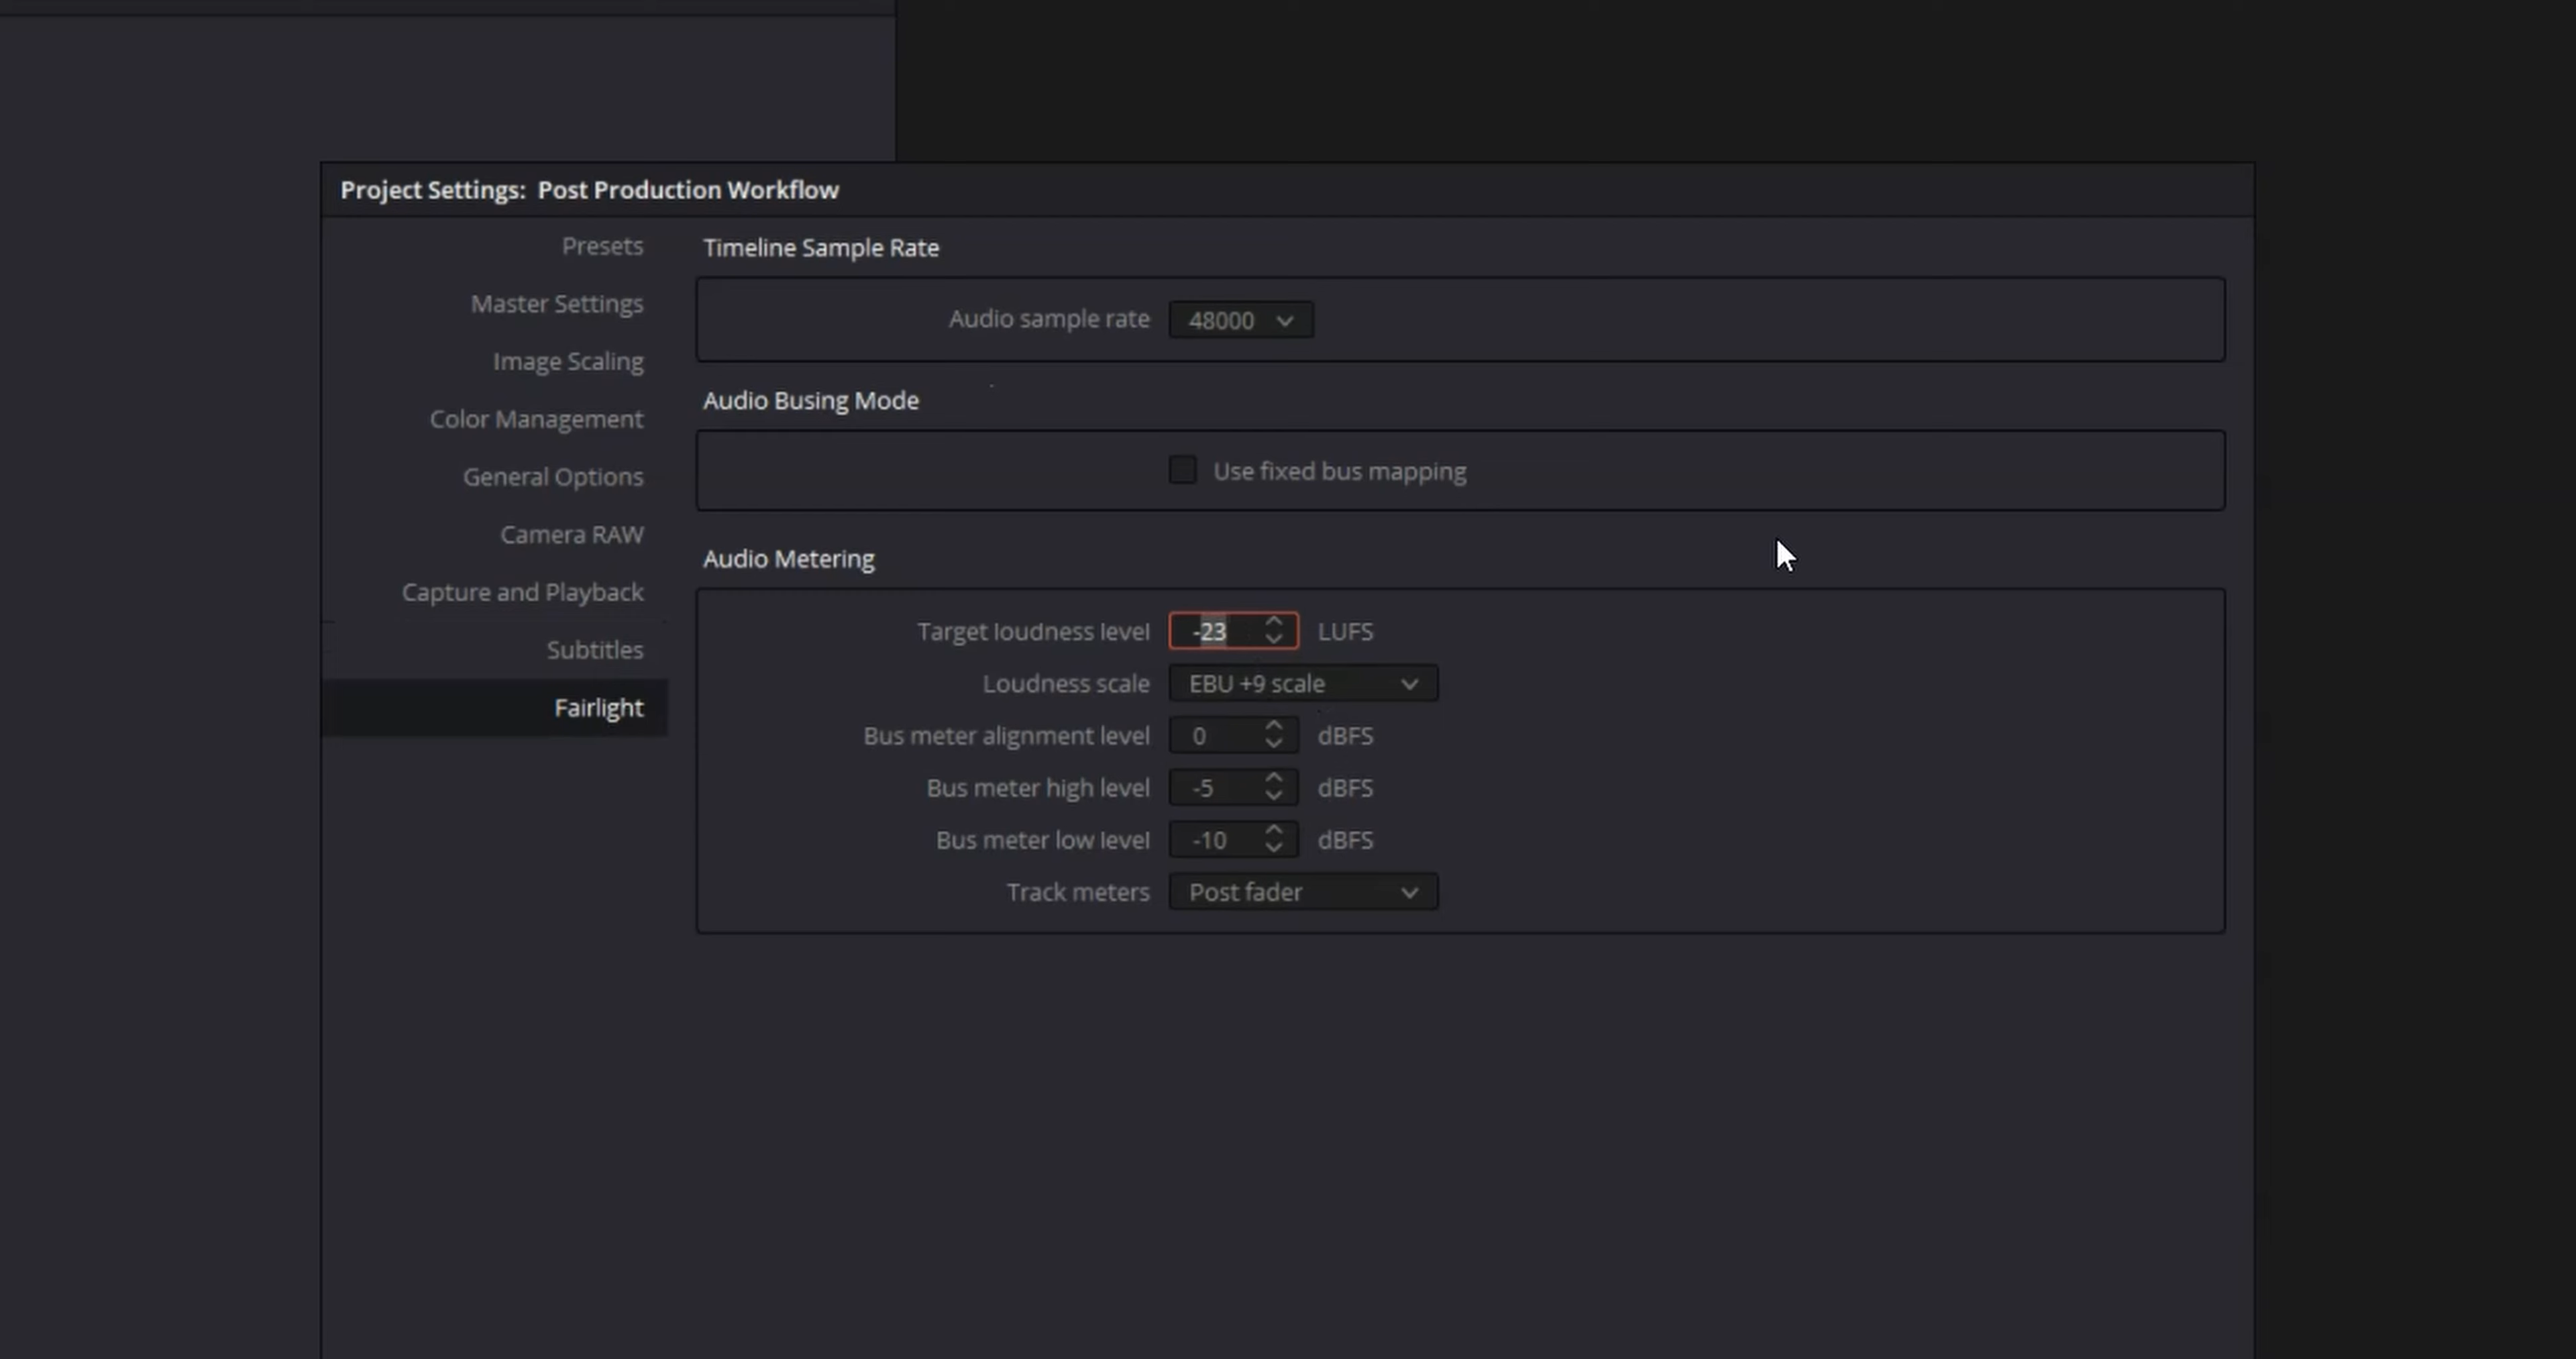 Project Settings: Post Production Workflow
Presets
Master Settings
Image Scaling
Color Management
General Options
Camera RAW
Capture and Playback
Subtitles
Fairlight
Timeline Sample Rate
Audio sample rate 48000
Audio Busing Mode
Use fixed bus mapping
Audio Metering
Target loudness level -23 LUFS
Loudness scale EBU +9 scale
Bus meter alignment level 0 dBFS
Bus meter high level -5 dBFS
Bus meter low level -10 dBFS
Track meters Post fader